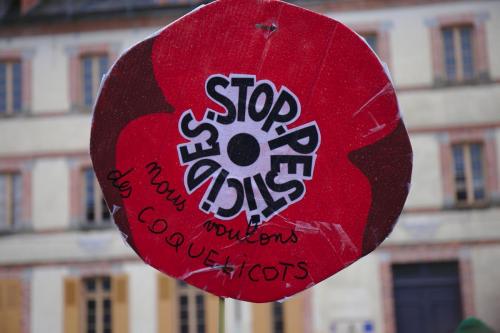 STOP.PESTICIDES.
nous voulons
des COQUELICOTS